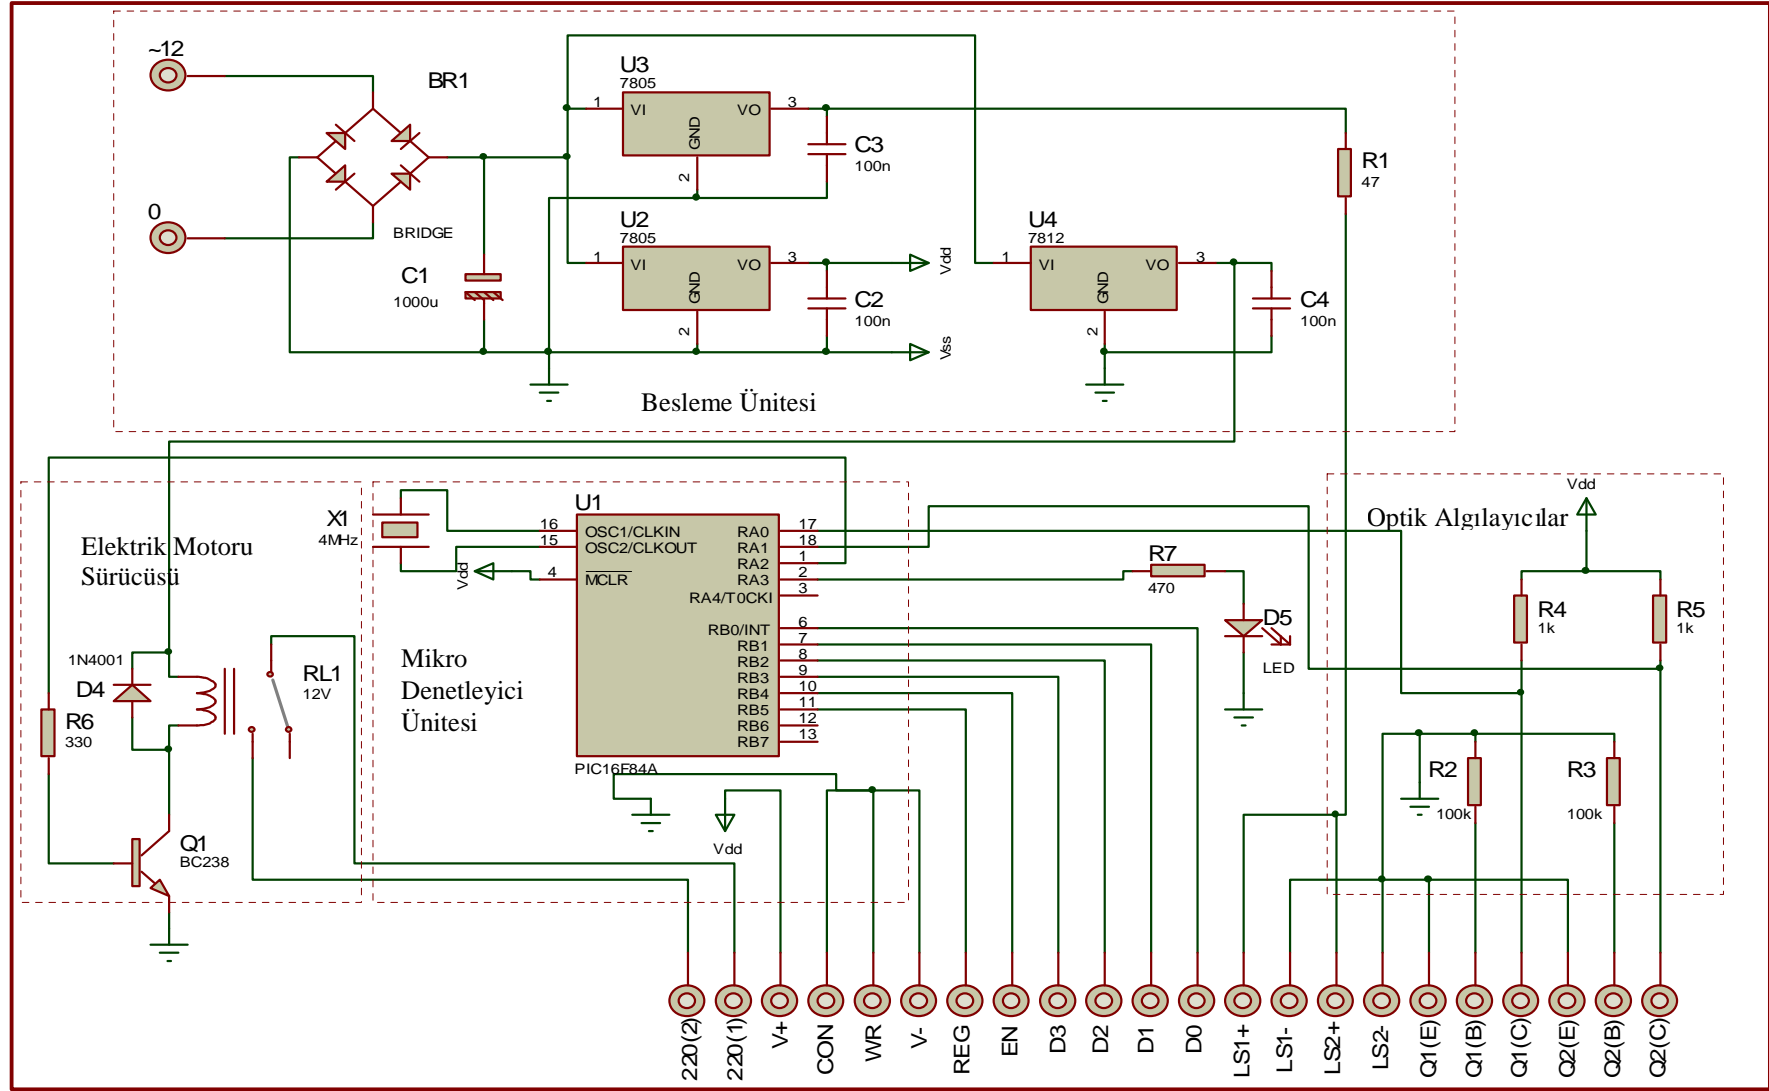 ~12
BR1
0
BRIDGE
C1
1000u
U3
7805
1
VI
VO
3
GND
2
C3
100n
U2
7805
1
VI
VO
3
GND
2
C2
100n
Vdd
Vss
U4
7812
1
VI
VO
3
GND
2
C4
100n
R1
47
Besleme Ünitesi
Elektrik Motoru
Sürücüsü
1N4001
D4
R6
330
RL1
12V
Q1
BC238
X1
4MHz
Vdd
Mikro
Denetleyici
Ünitesi
U1
16
OSC1/CLKIN
15
OSC2/CLKOUT
4
MCLR
RA0
17
RA1
18
RA2
1
RA3
2
RA4/T0CKI
3
RB0/INT
6
RB1
7
RB2
8
RB3
9
RB4
10
RB5
11
RB6
12
RB7
13
PIC16F84A
Vdd
R7
470
D5
LED
Optik Algılayıcılar
Vdd
R4
1k
R5
1k
R2
100k
R3
100k
220(2)
220(1)
V+
CON
WR
V-
REG
EN
D3
D2
D1
D0
LS1+
LS1-
LS2+
LS2-
Q1(E)
Q1(B)
Q1(C)
Q2(E)
Q2(B)
Q2(C)